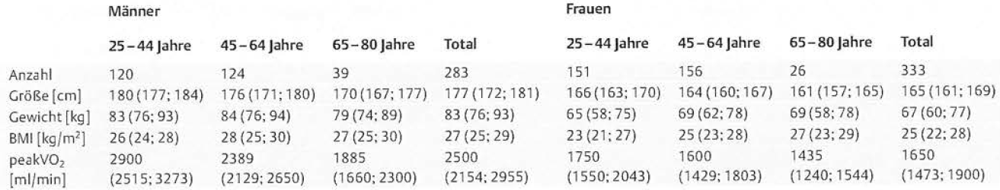 Männer Frauen
25–44 Jahre 45–64 Jahre 65–80 Jahre Total 25–44 Jahre 45–64 Jahre 65–80 Jahre Total
Anzahl 120 124 39 283 151 156 26 333
Größe [cm] 180 (177; 184) 176 (171; 180) 170 (167; 177) 177 (172; 181) 166 (163; 170) 164 (160; 167) 161 (157; 165) 165 (161; 169)
Gewicht [kg] 83 (76; 93) 84 (76; 94) 79 (74; 89) 83 (76; 93) 65 (58; 75) 69 (62; 78) 69 (58; 78) 67 (60; 77)
BMI [kg/m²] 26 (24; 28) 28 (25; 30) 27 (25; 30) 27 (25; 29) 23 (21; 27) 25 (23; 28) 27 (23; 29) 25 (22; 28)
peakVO₂ 2900 2389 1885 2500 1750 1600 1435 1650
[ml/min] (2515; 3273) (2129; 2650) (1660; 2300) (2154; 2955) (1550; 2043) (1429; 1803) (1240; 1544) (1473; 1900)